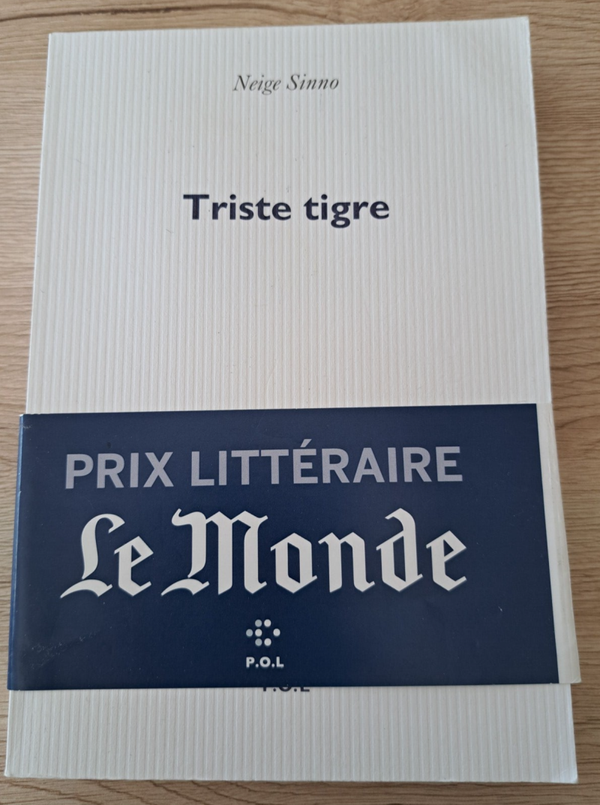 Neige Sinno
Triste tigre
PRIX LITTÉRAIRE
Le Monde
P.O.L
P.O.L